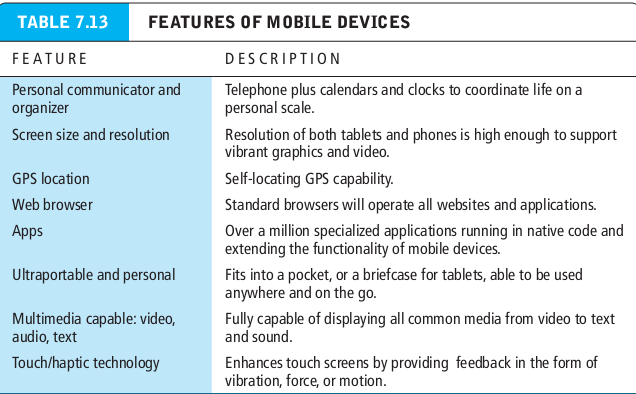 TABLE 7.13 FEATURES OF MOBILE DEVICES
FEATURE DESCRIPTION
Personal communicator and organizer Telephone plus calendars and clocks to coordinate life on a
personal scale.
Screen size and resolution Resolution of both tablets and phones is high enough to support
vibrant graphics and video.
GPS location Self-locating GPS capability.
Web browser Standard browsers will operate all websites and applications.
Apps Over a million specialized applications running in native code and
extending the functionality of mobile devices.
Ultraportable and personal Fits into a pocket, or a briefcase for tablets, able to be used
anywhere and on the go.
Multimedia capable: video, audio, text Fully capable of displaying all common media from video to text
and sound.
Touch/haptic technology Enhances touch screens by providing feedback in the form of
vibration, force, or motion.